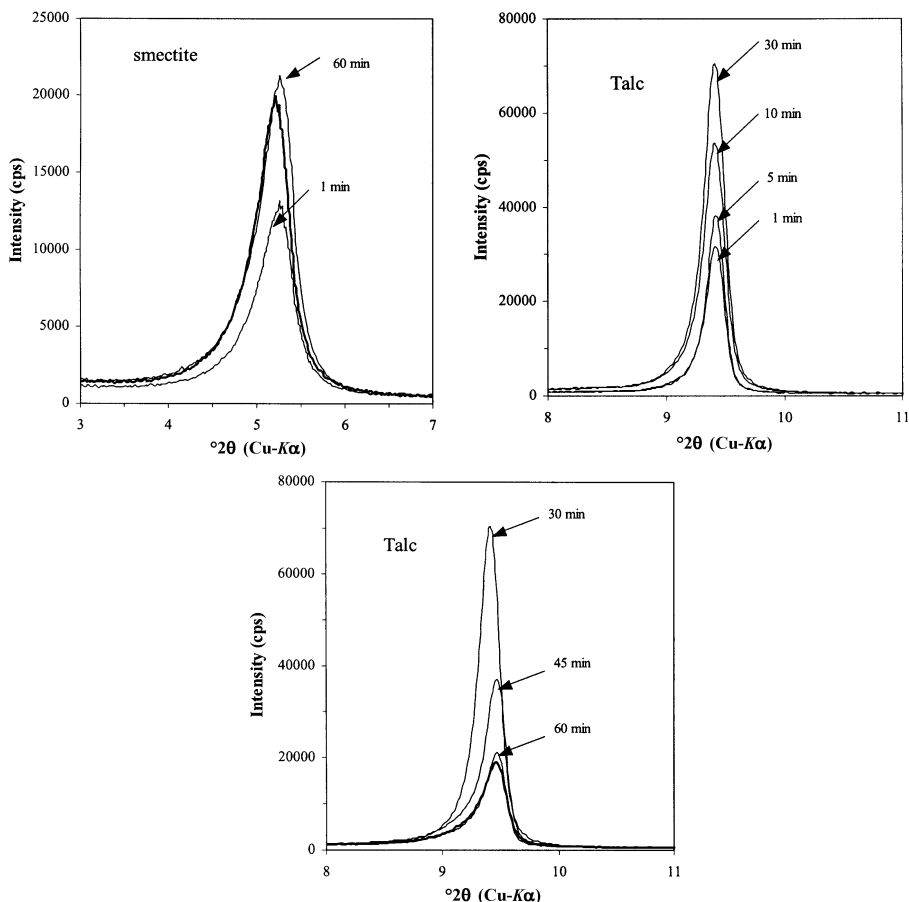 smectite
60 min
1 min
25000
20000
15000
10000
5000
0
3
4
5
6
7
Intensity (cps)
°2θ (Cu-Kα)
Talc
30 min
10 min
5 min
1 min
80000
60000
40000
20000
0
8
9
10
11
Intensity (cps)
°2θ (Cu-Kα)
Talc
30 min
45 min
60 min
80000
60000
40000
20000
0
8
9
10
11
Intensity (cps)
°2θ (Cu-Kα)